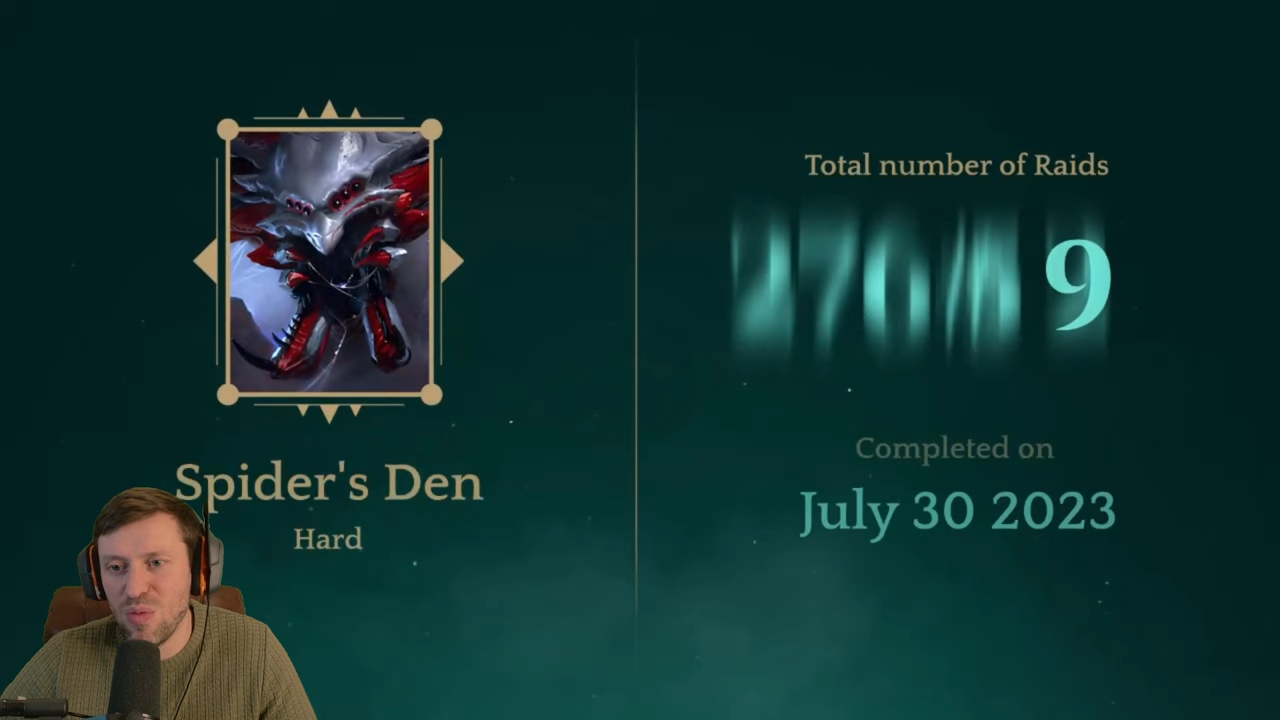 Spider's Den
Hard
Total number of Raids
9
Completed on
July 30 2023